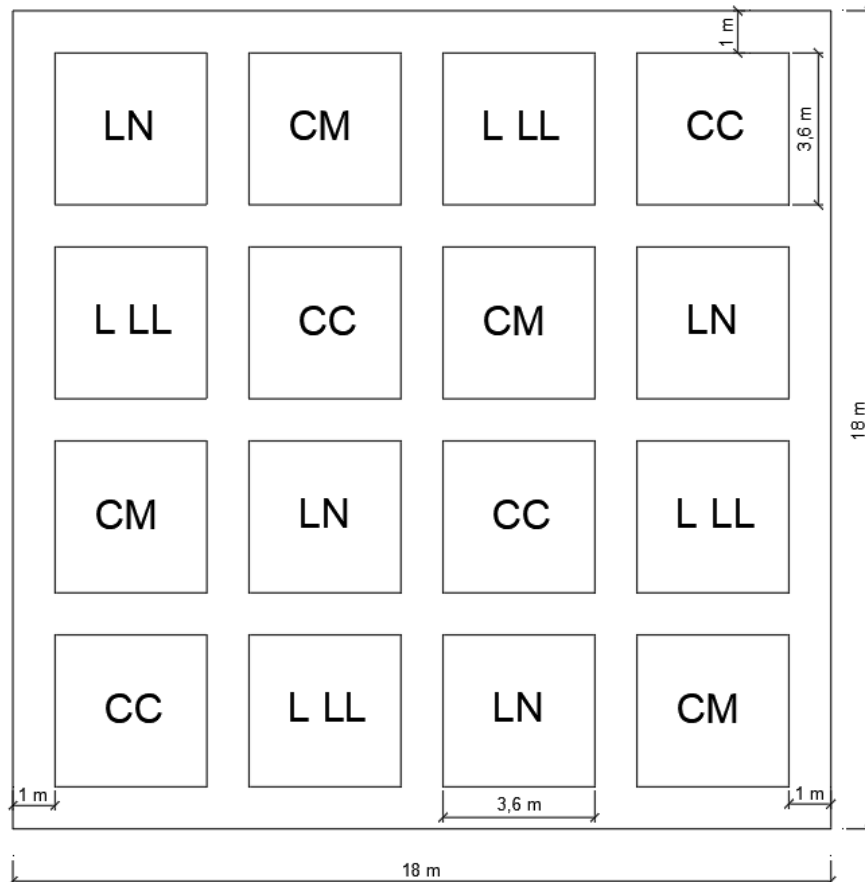 1 m
LN CM L LL CC
3,6 m
L LL CC CM LN
18 m
CM LN CC L LL
CC L LL LN CM
1 m 3,6 m 1 m
18 m